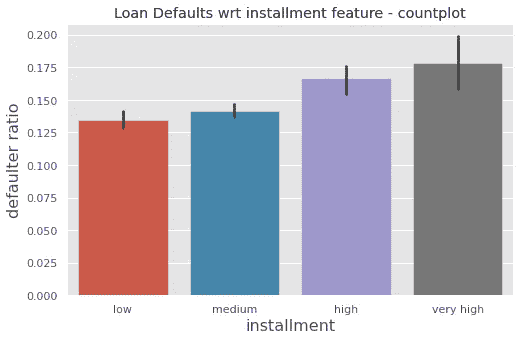 Loan Defaults wrt installment feature - countplot
0.200
0.175
0.150
0.125
0.100
0.075
0.050
0.025
0.000
defaulter ratio
low medium high very high
installment